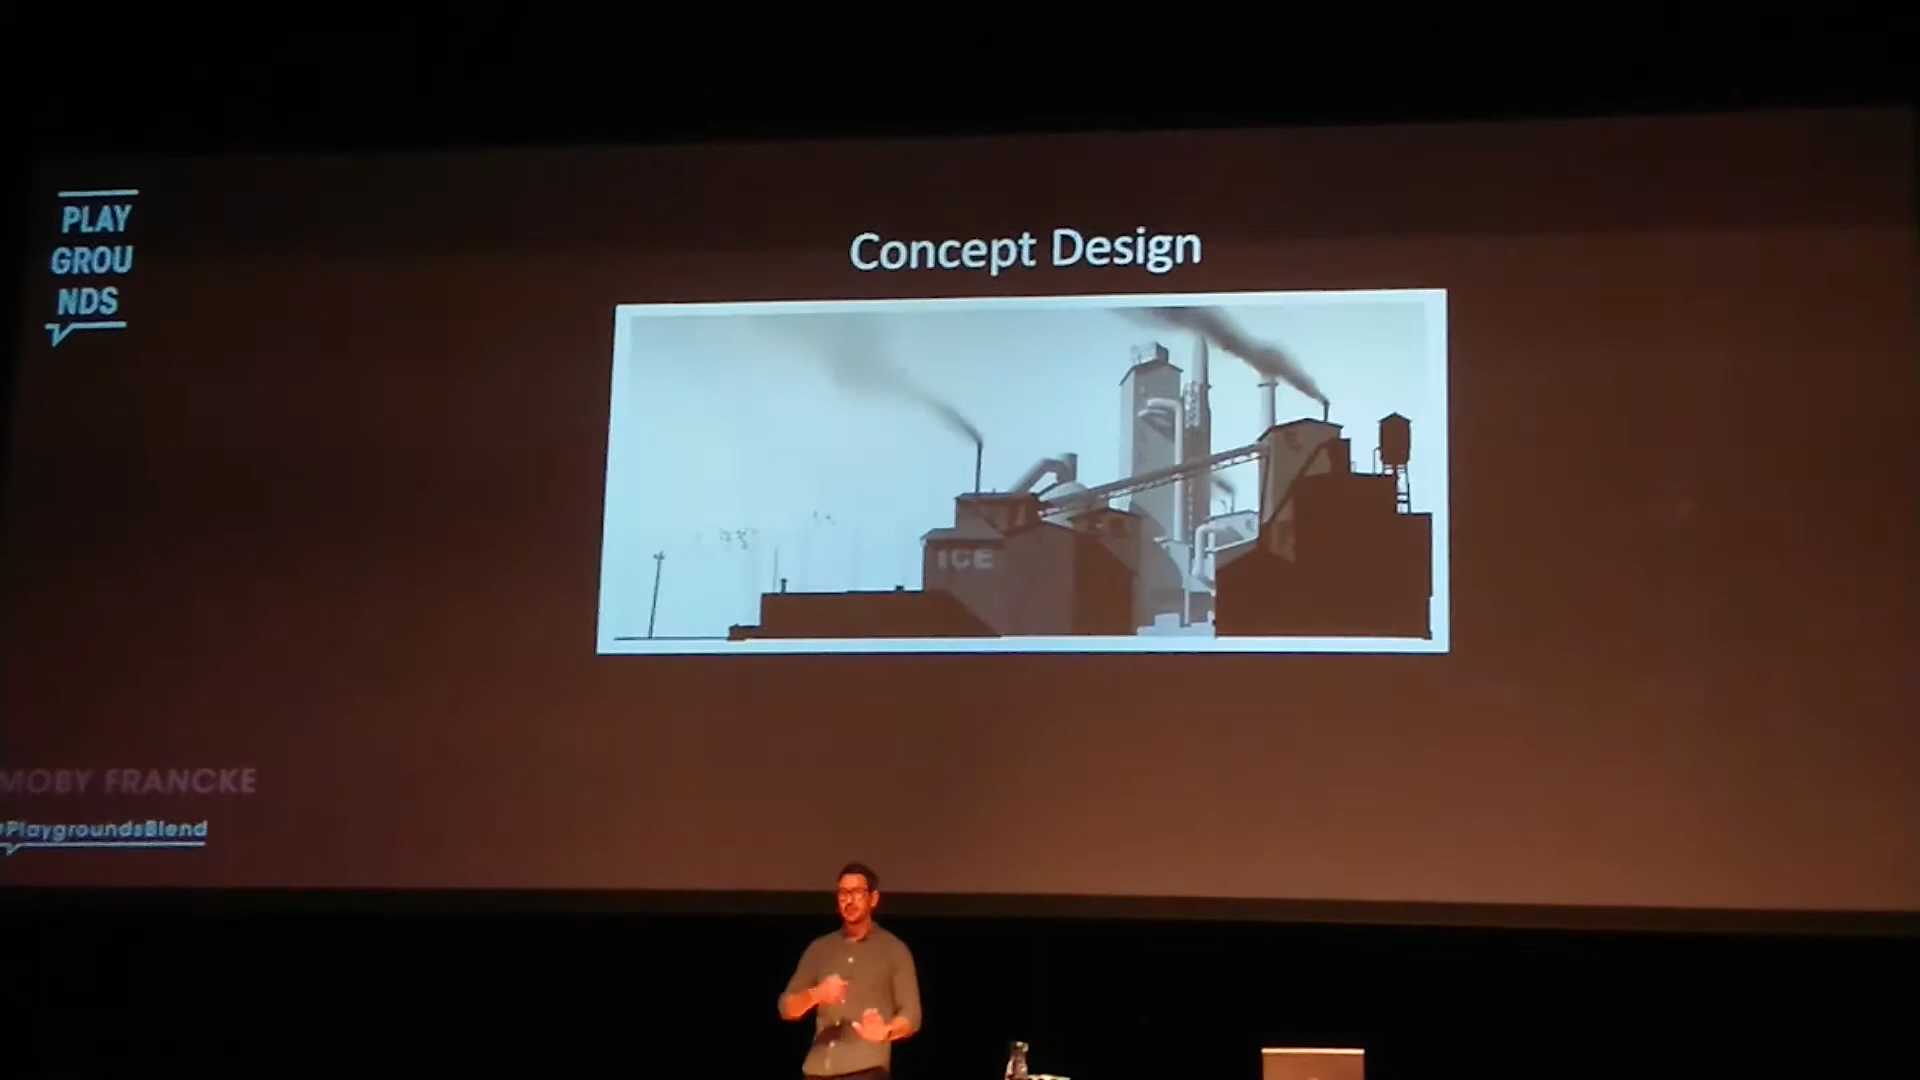 PLAY
GROU
NDS
Concept Design
ICE
MOBY FRANCKE
#PlaygroundsBlend